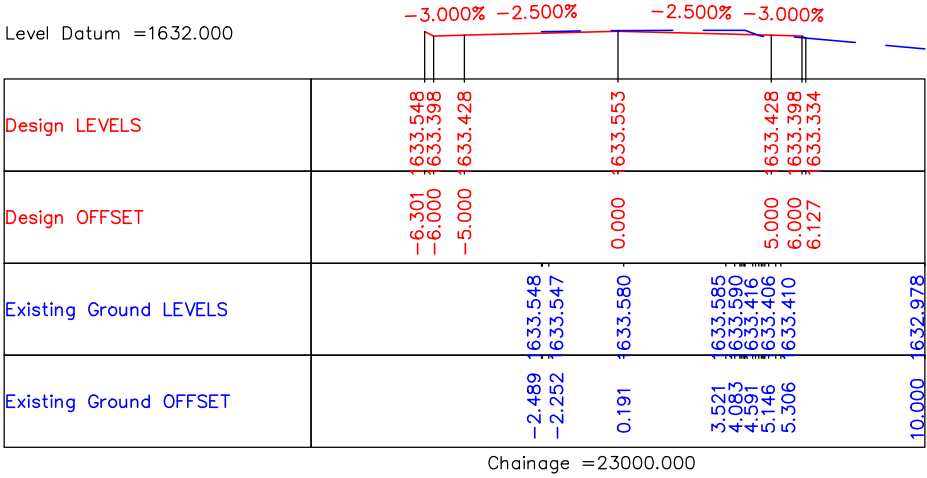 −3.000% −2.500% −2.500% −3.000%
Level Datum =1632.000
Design LEVELS 1633.548 1633.398 1633.428 1633.553 1633.428 1633.398 1633.334
Design OFFSET −6.301 −6.000 −5.000 0.000 5.000 6.000 6.127
Existing Ground LEVELS 1633.548 1633.547 1633.580 1633.585 1633.590 1633.416 1633.406 1633.410 1632.978
Existing Ground OFFSET −2.489 −2.252 0.191 3.521 4.083 4.591 5.146 5.306 10.000
Chainage =23000.000